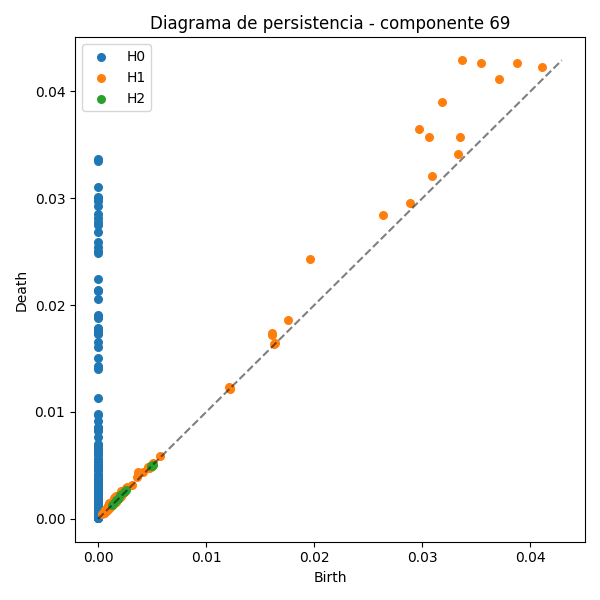 Diagrama de persistencia - componente 69
H0
H1
H2
Death
0.04
0.03
0.02
0.01
0.00
0.00 0.01 0.02 0.03 0.04
Birth